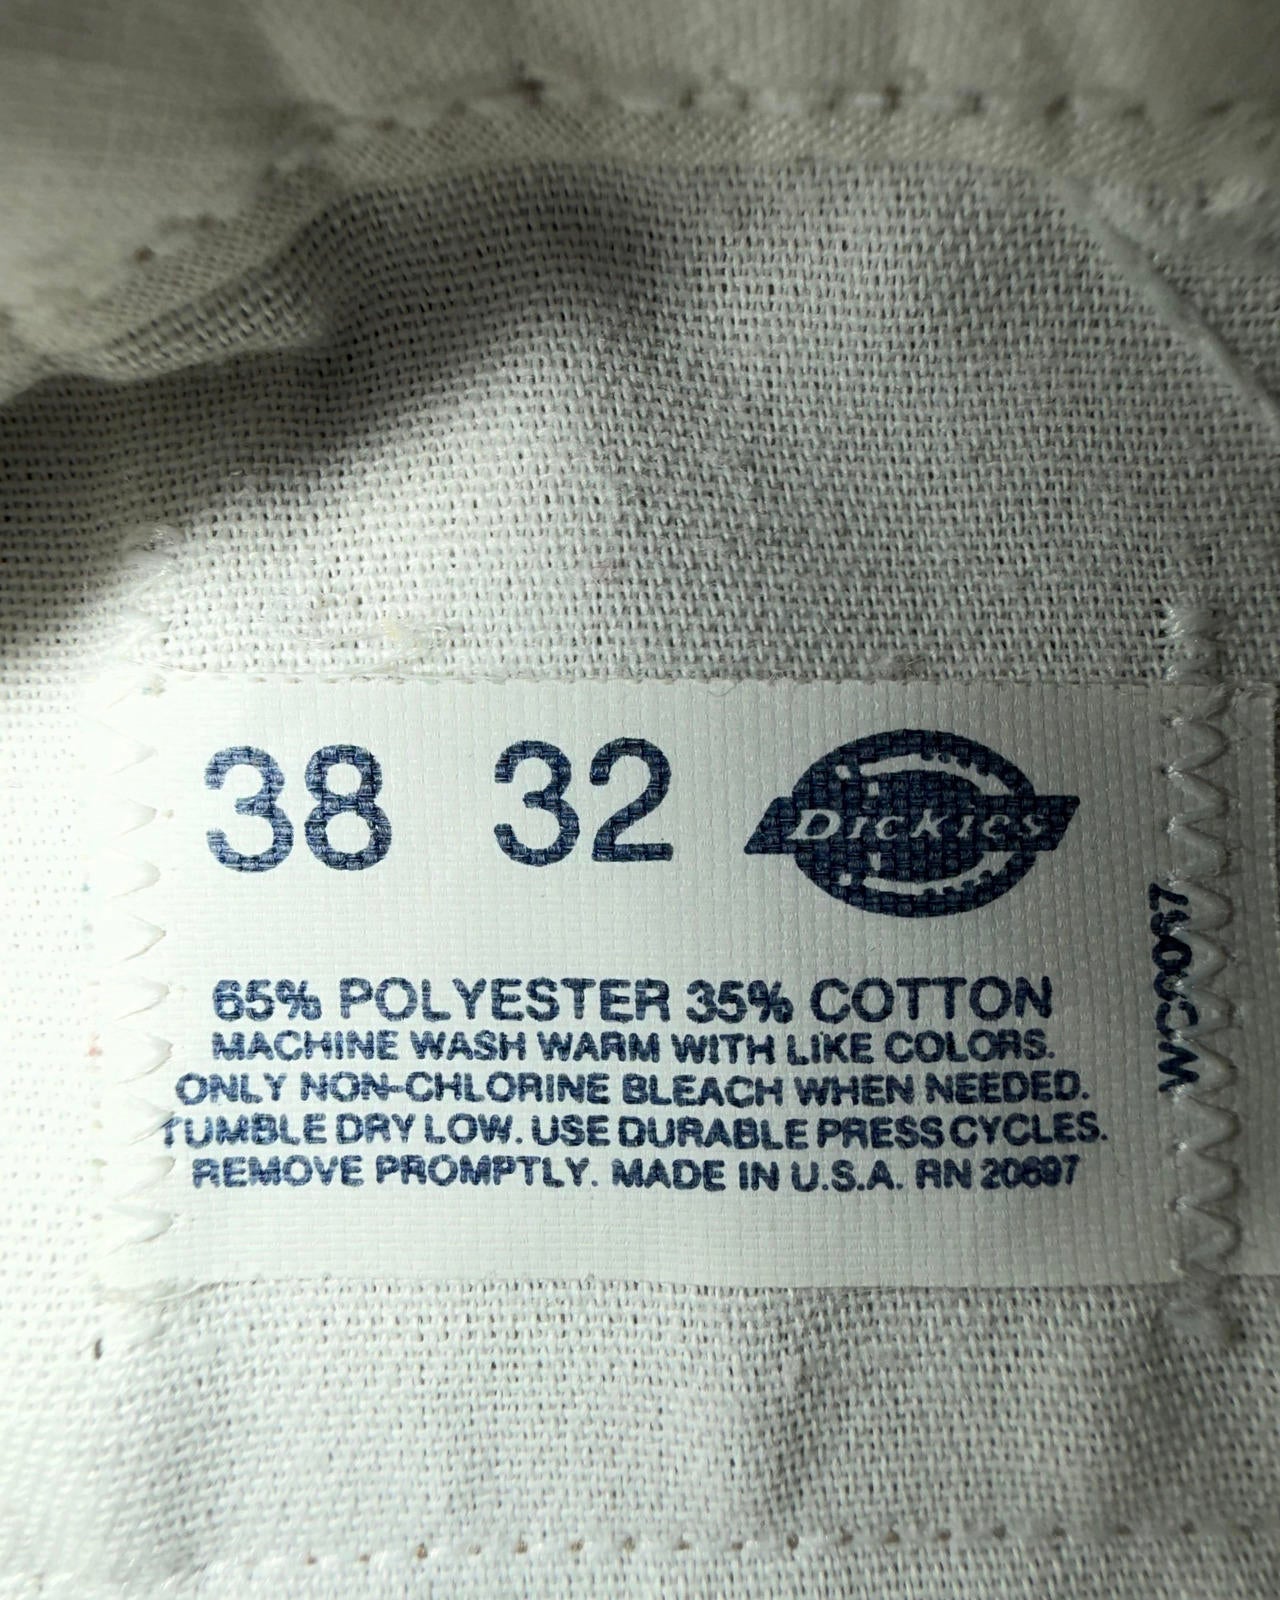 38 32 Dickies
65% POLYESTER 35% COTTON
MACHINE WASH WARM WITH LIKE COLORS.
ONLY NON-CHLORINE BLEACH WHEN NEEDED.
TUMBLE DRY LOW. USE DURABLE PRESS CYCLES.
REMOVE PROMPTLY. MADE IN U.S.A. RN 20697